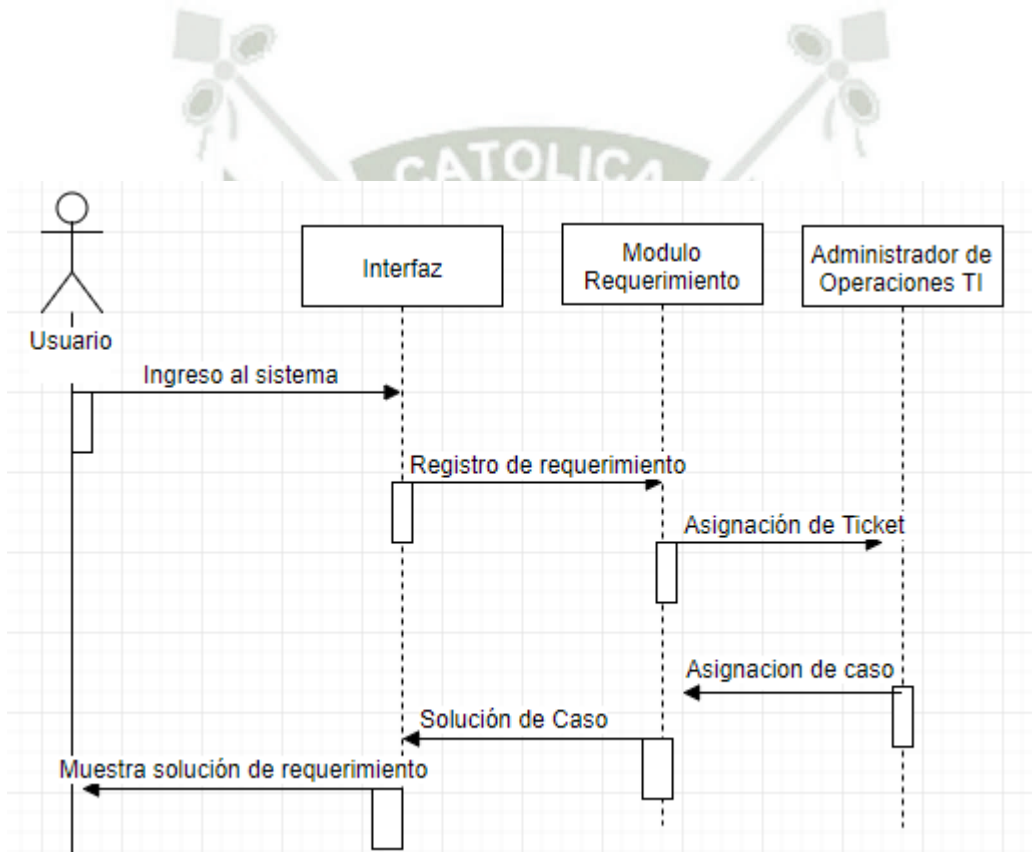 CATOLICA
Usuario
Interfaz
Modulo
Requerimiento
Administrador de
Operaciones TI
Ingreso al sistema
Registro de requerimiento
Asignación de Ticket
Asignacion de caso
Solución de Caso
Muestra solución de requerimiento